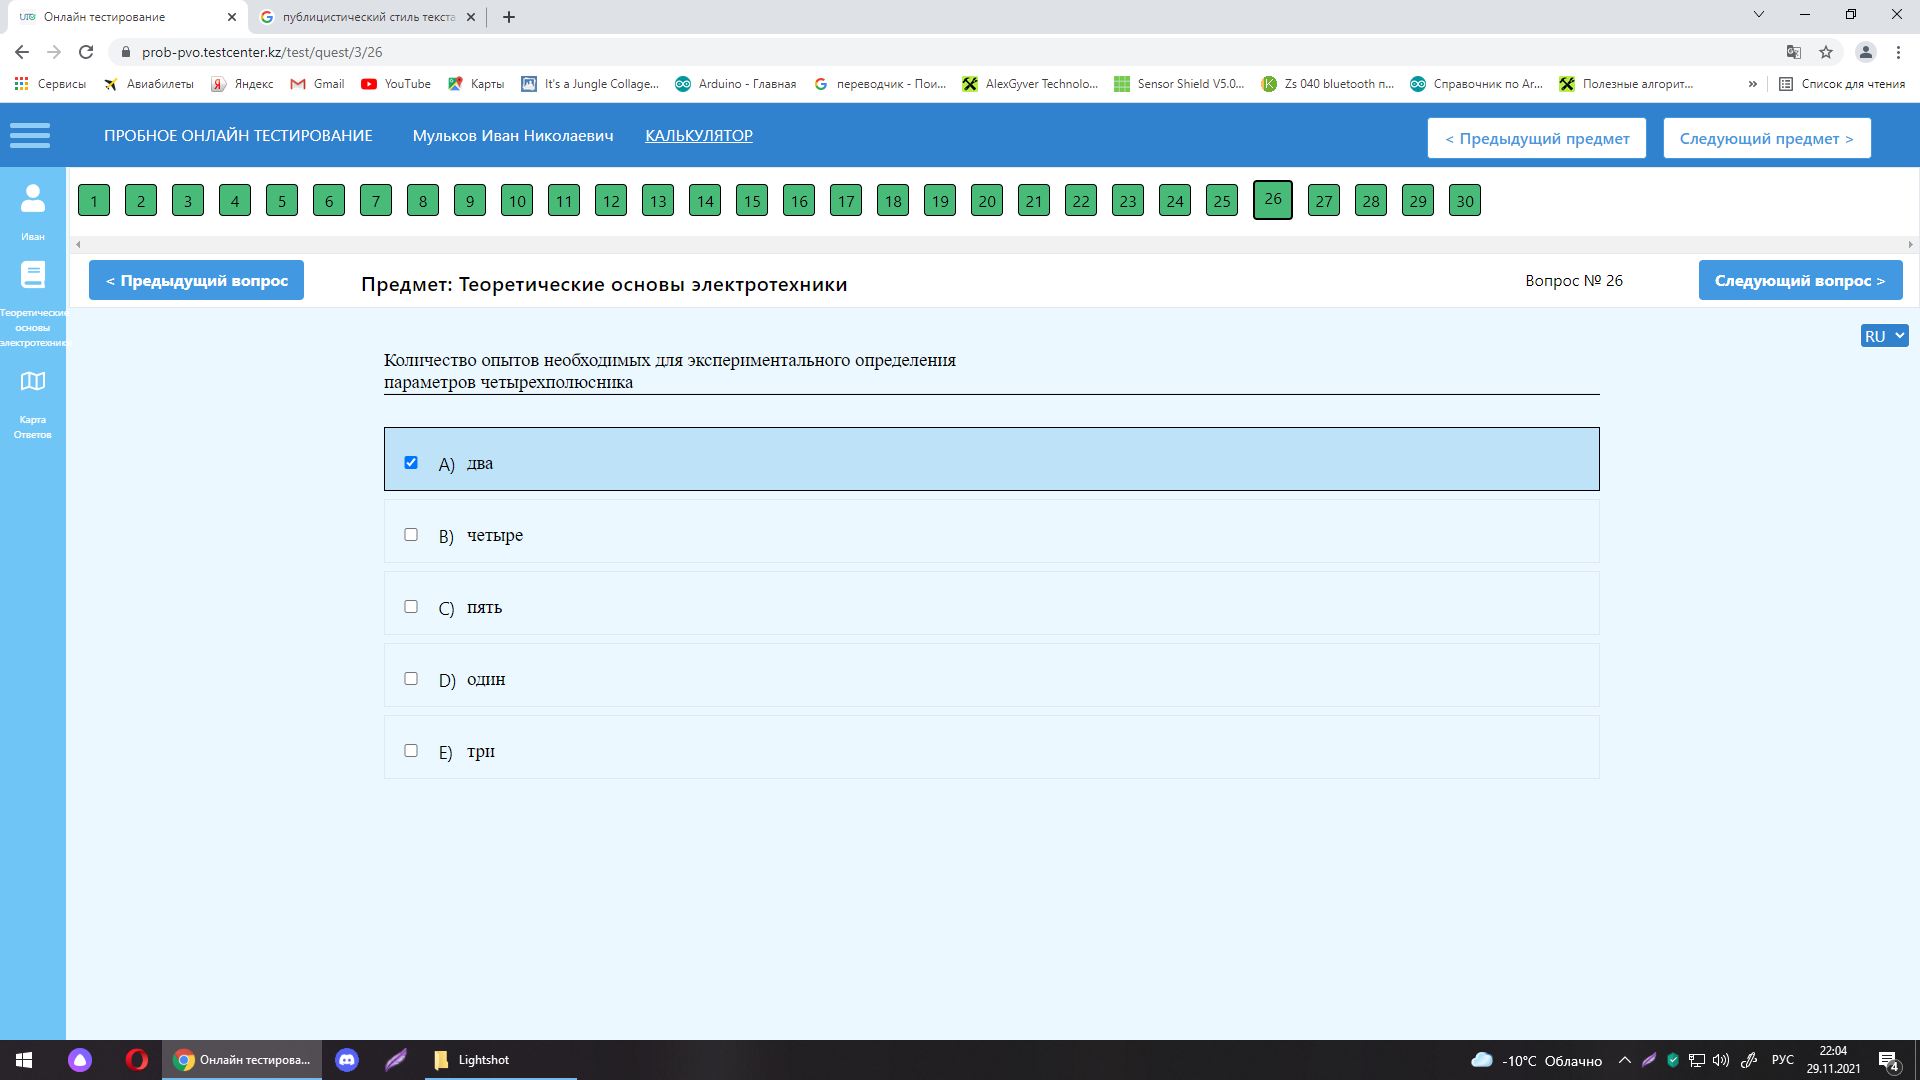 Онлайн тестирование
публицистический стиль текста
prob-pvo.testcenter.kz/test/quest/3/26
Сервисы Авиабилеты Яндекс Gmail YouTube Карты It's a Jungle Collage... Arduino - Главная переводчик - Пои... AlexGyver Technolo... Sensor Shield V5.0... Zs 040 bluetooth п... Справочник по Ar... Полезные алгорит... » Список для чтения
ПРОБНОЕ ОНЛАЙН ТЕСТИРОВАНИЕ Мульков Иван Николаевич КАЛЬКУЛЯТОР < Предыдущий предмет Следующий предмет >
1 2 3 4 5 6 7 8 9 10 11 12 13 14 15 16 17 18 19 20 21 22 23 24 25 26 27 28 29 30
Иван
Теоретические
основы
электротехник
Карта
Ответов
< Предыдущий вопрос Предмет: Теоретические основы электротехники Вопрос № 26 Следующий вопрос >
RU
Количество опытов необходимых для экспериментального определения
параметров четырехполюсника
A) два
B) четыре
C) пять
D) один
E) три
Онлайн тестирова... Lightshot -10°C Облачно РУС 22:04
29.11.2021
4